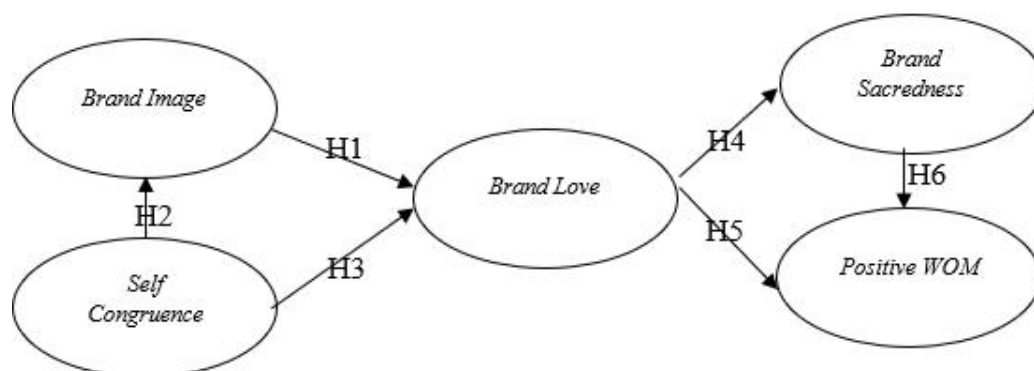 Brand Image
H1
H2
Self
Congruence
H3
Brand Love
H4
Brand
Sacredness
H5
H6
Positive WOM